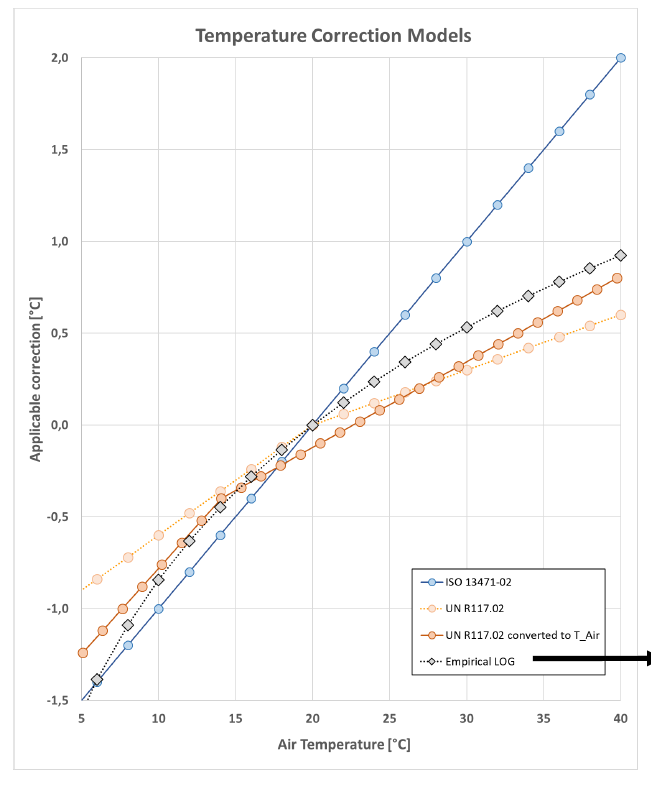 Temperature Correction Models
2,0
1,5
1,0
0,5
0,0
-0,5
-1,0
-1,5
Applicable correction [°C]
5 10 15 20 25 30 35 40
Air Temperature [°C]
ISO 13471-02
UN R117.02
UN R117.02 converted to T_Air
Empirical LOG